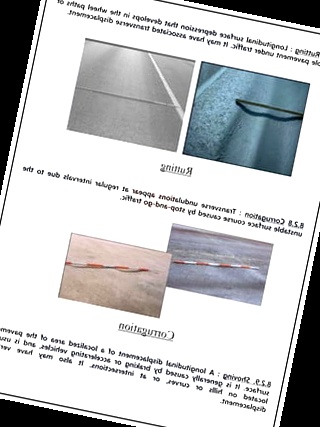 Rutting : Longitudinal surface depression that develops in the wheel paths of
ble pavement under traffic. It may have associated transverse displacement.
Rutting
8.2.8 Corrugation : Transverse undulations appear at regular intervals due to the
unstable surface course caused by stop-and-go traffic.
Corrugation
8.2.9. Shoving : A longitudinal displacement of a localized area of the pavem
surface. It is generally caused by braking or accelerating vehicles, and is usu
located on hills or curves, or at intersections. It also may have ver
displacement.